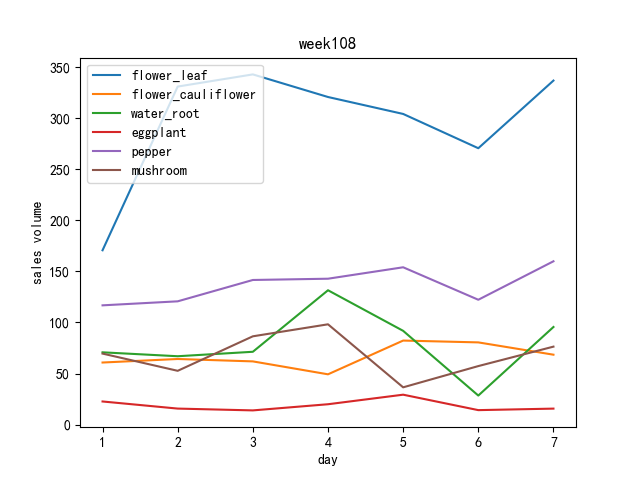 week108
flower_leaf
flower_cauliflower
water_root
eggplant
pepper
mushroom
sales volume
350
300
250
200
150
100
50
0
1 2 3 4 5 6 7
day